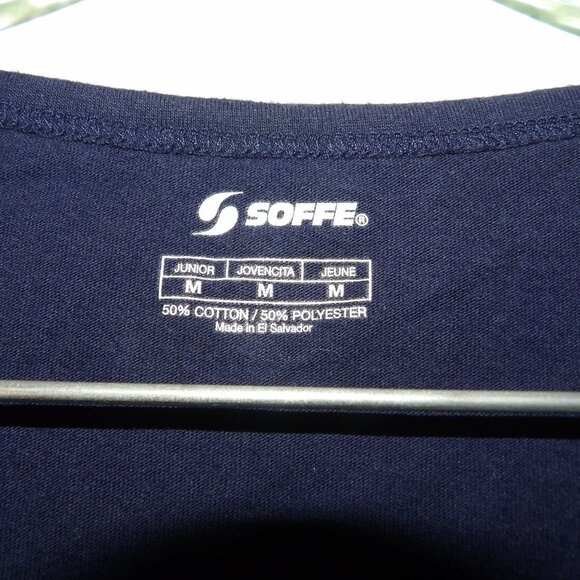 SOFFE®
JUNIOR JOVENCITA JEUNE
M M M
50% COTTON / 50% POLYESTER
Made in El Salvador